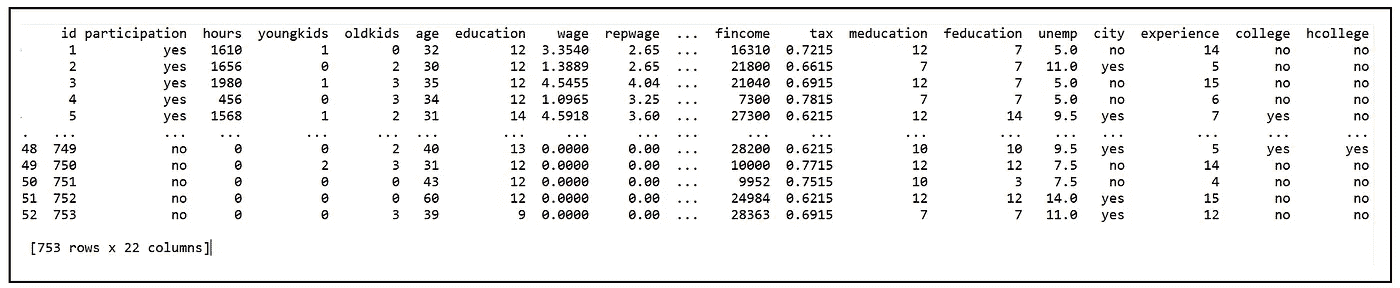 id participation hours youngkids oldkids age education wage repwage ... fincome tax meducation feducation unemp city experience college hcollege
1 yes 1610 1 0 32 12 3.3540 2.65 ... 16310 0.7215 12 7 5.0 no 14 no no
2 yes 1656 0 2 30 12 1.3889 2.65 ... 21800 0.6615 7 7 11.0 yes 5 no no
3 yes 1980 1 3 35 12 4.5455 4.04 ... 21040 0.6915 12 7 5.0 no 15 no no
4 yes 456 0 3 34 12 1.0965 3.25 ... 7300 0.7815 7 7 5.0 no 6 no no
5 yes 1568 1 2 31 14 4.5918 3.60 ... 27300 0.6215 12 14 9.5 yes 7 yes no
. ... ... ... ... ... ... ... ... ... ... ... ... ... ... ... ... ... ... ...
48 749 no 0 0 2 40 13 0.0000 0.00 ... 28200 0.6215 10 10 9.5 yes 5 yes yes
49 750 no 0 2 3 31 12 0.0000 0.00 ... 10000 0.7715 12 12 7.5 no 14 no no
50 751 no 0 0 0 43 12 0.0000 0.00 ... 9952 0.7515 10 3 7.5 no 4 no no
51 752 no 0 0 0 60 12 0.0000 0.00 ... 24984 0.6215 12 12 14.0 yes 15 no no
52 753 no 0 0 3 39 9 0.0000 0.00 ... 28363 0.6915 7 7 11.0 yes 12 no no
[753 rows x 22 columns]